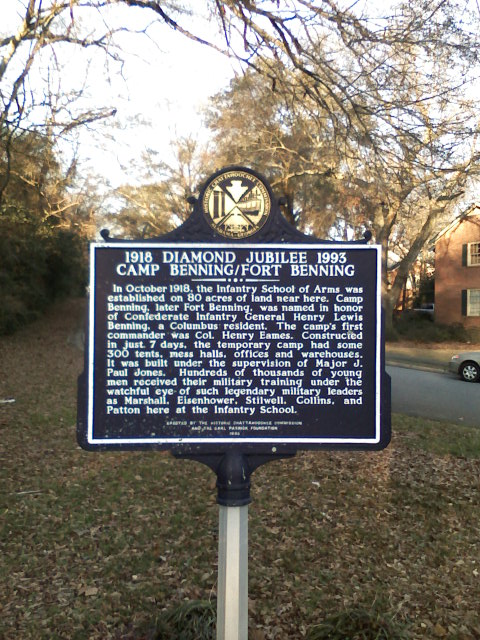 1918 DIAMOND JUBILEE 1993
CAMP BENNING/FORT BENNING
In October 1918, the Infantry School of Arms was
established on 80 acres of land near here. Camp
Benning, later Fort Benning, was named in honor
of Confederate Infantry General Henry Lewis
Benning, a Columbus resident. The camp's first
commander was Col. Henry Eames. Constructed
in just 7 days, the temporary camp had some
300 tents, mess halls, offices and warehouses.
It was built under the supervision of Major J.
Paul Jones. Hundreds of thousands of young
men received their military training under the
watchful eye of such legendary military leaders
as Marshall, Eisenhower, Stilwell, Collins, and
Patton here at the Infantry School.
ERECTED BY THE HISTORIC CHATTAHOOCHEE COMMISSION
AND THE EARL PATRICK FOUNDATION